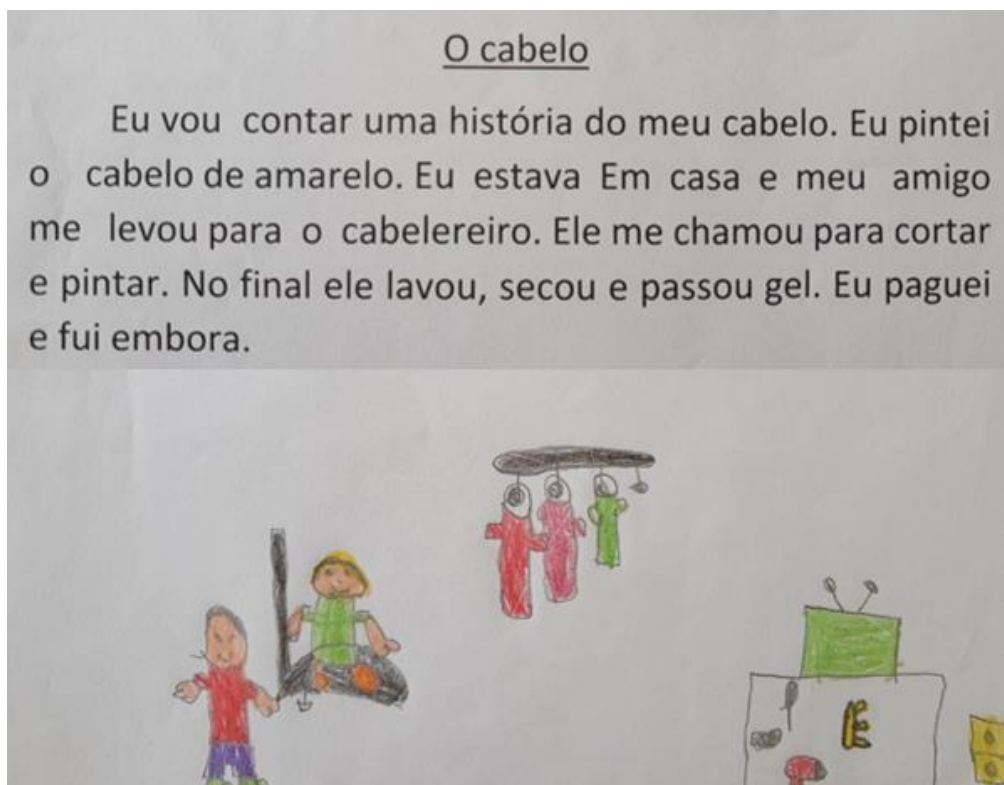 O cabelo
Eu vou contar uma história do meu cabelo. Eu pintei
o cabelo de amarelo. Eu estava Em casa e meu amigo
me levou para o cabelereiro. Ele me chamou para cortar
e pintar. No final ele lavou, secou e passou gel. Eu paguei
e fui embora.